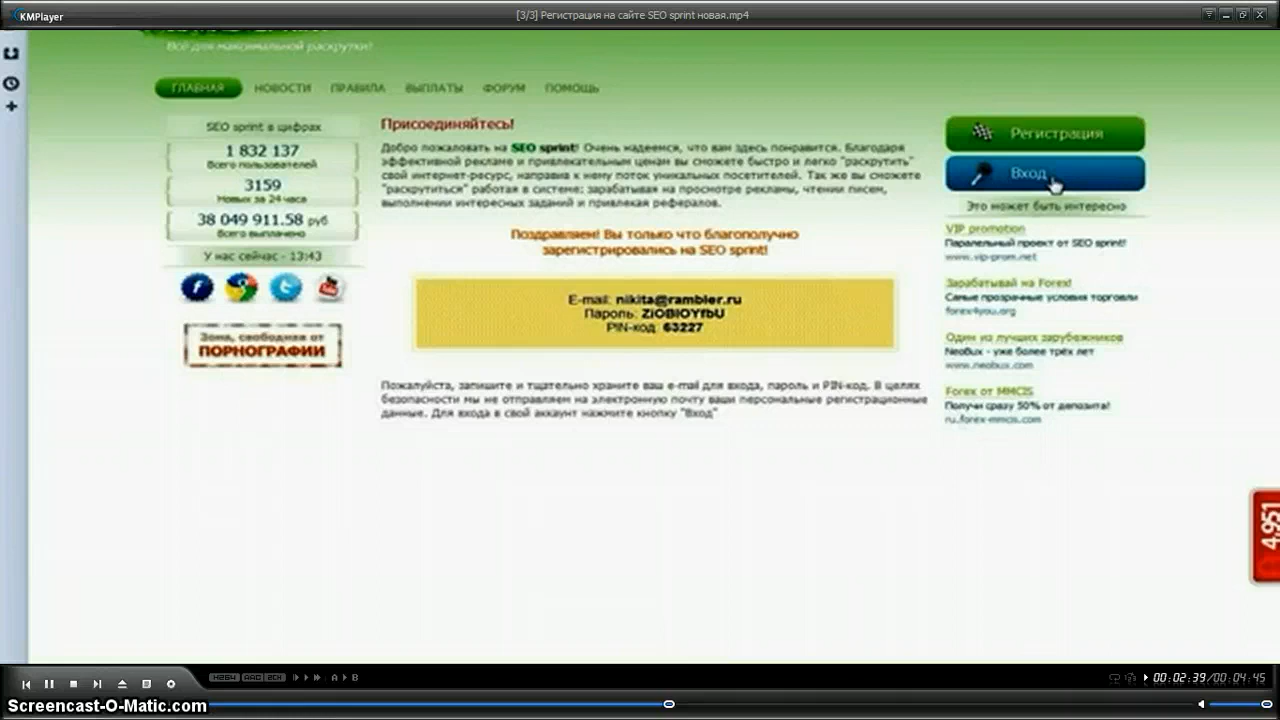 KMPlayer
[3/3] Регистрация на сайте SEO sprint новая.mp4
Всё для максимальной раскрутки!
ГЛАВНАЯ НОВОСТИ ПРАВИЛА ВЫПЛАТЫ ФОРУМ ПОМОЩЬ
SEO sprint в цифрах
1 832 137
Всего пользователей
3159
Новых за 24 часа
38 049 911.58 руб
Всего выплачено
У нас сейчас - 13:43
You
Зона, свободная от
ПОРНОГРАФИИ
Присоединяйтесь!
Добро пожаловать на SEO sprint! Очень надеемся, что вам здесь понравится. Благодаря
эффективной рекламе и привлекательным ценам вы сможете быстро и легко "раскрутить"
свой интернет-ресурс, направив к нему поток уникальных посетителей. Так же вы сможете
"раскрутиться" работая в системе: зарабатывая на просмотре рекламы, чтении писем,
выполнении интересных заданий и привлекая рефералов.
Поздравляем! Вы только что благополучно
зарегистрировались на SEO sprint!
E-mail: nikita@rambler.ru
Пароль: ZiOBIOYfbU
PIN-код: 63227
Пожалуйста, запишите и тщательно храните ваш e-mail для входа, пароль и PIN-код. В целях
безопасности мы не отправляем на электронную почту ваши персональные регистрационные
данные. Для входа в свой аккаунт нажмите кнопку "Вход"
Регистрация
Вход
Это может быть интересно
VIP promotion
Паралельный проект от SEO sprint!
www.vip-prom.net
Зарабатывай на Forex!
Самые прозрачные условия торговли
forex4you.org
Один из лучших зарубежников
NeoBux - уже более трёх лет
www.neobux.com
Forex от MMCIS
Получи сразу 50% от депозита!
ru.forex-mmcis.com
4,951
H264 AAC 2CH
A B
00:02:39/00:04:45
Screencast-O-Matic.com